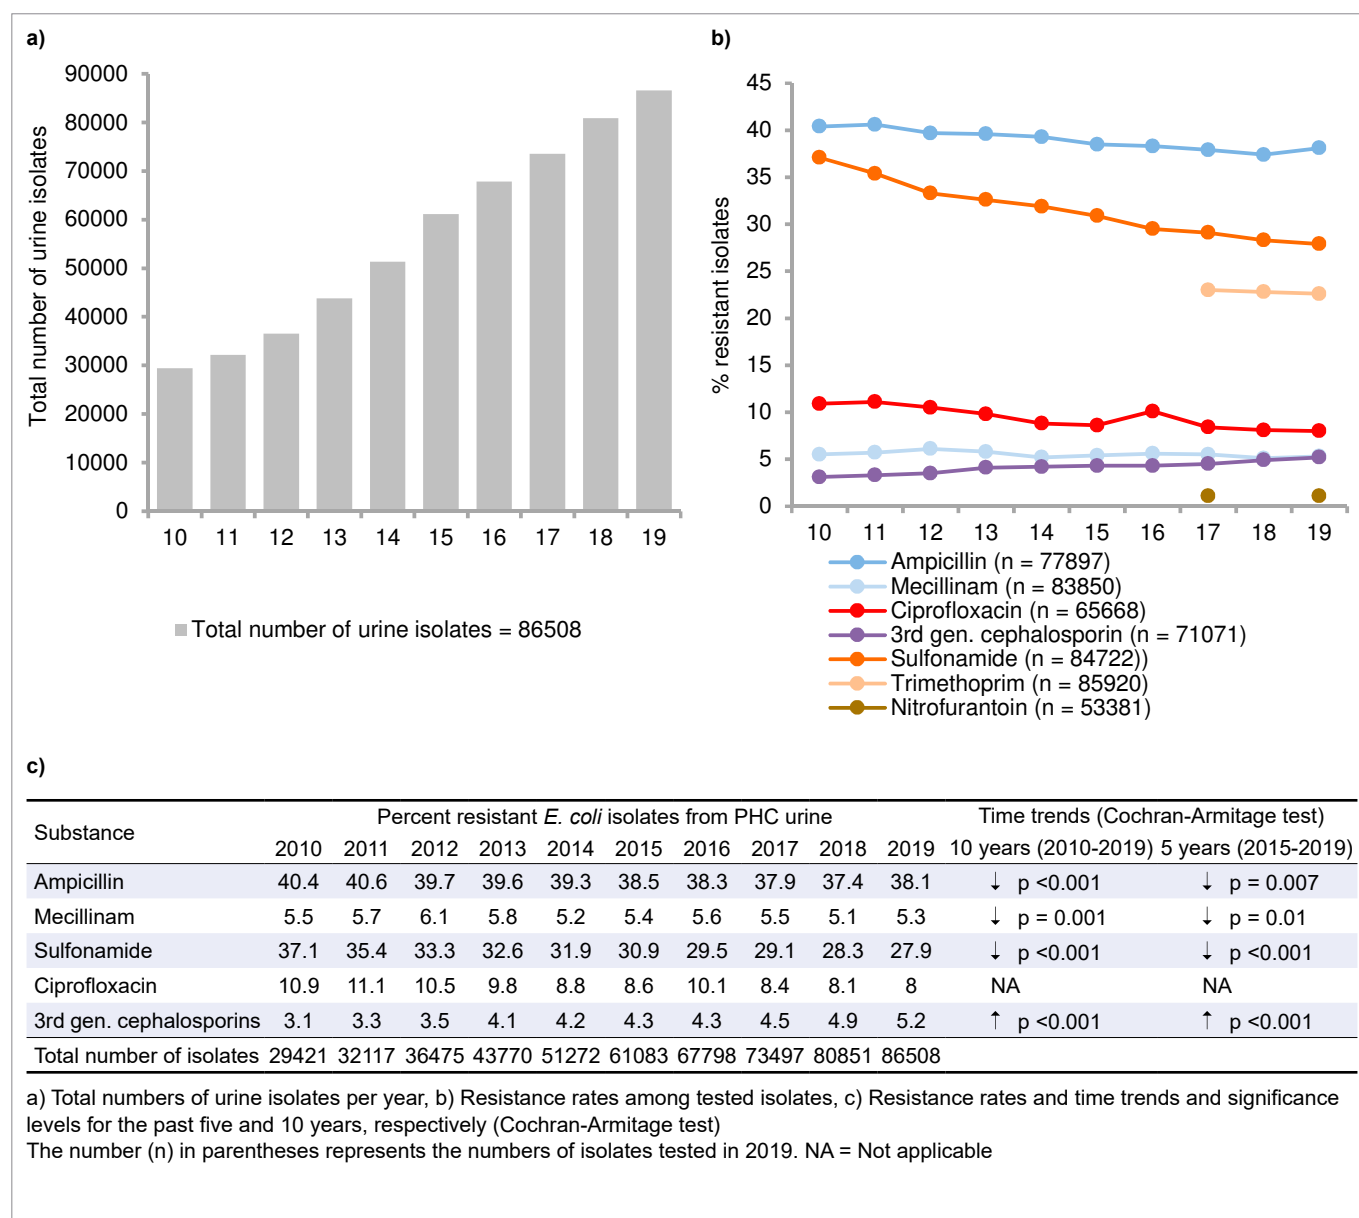 a)
Total number of urine isolates
90000
80000
70000
60000
50000
40000
30000
20000
10000
0
10 11 12 13 14 15 16 17 18 19
Total number of urine isolates = 86508
b)
% resistant isolates
45
40
35
30
25
20
15
10
5
0
10 11 12 13 14 15 16 17 18 19
Ampicillin (n = 77897)
Mecillinam (n = 83850)
Ciprofloxacin (n = 65668)
3rd gen. cephalosporin (n = 71071)
Sulfonamide (n = 84722))
Trimethoprim (n = 85920)
Nitrofurantoin (n = 53381)
c)
Substance Percent resistant E. coli isolates from PHC urine Time trends (Cochran-Armitage test)
2010 2011 2012 2013 2014 2015 2016 2017 2018 2019 10 years (2010-2019) 5 years (2015-2019)
Ampicillin 40.4 40.6 39.7 39.6 39.3 38.5 38.3 37.9 37.4 38.1 ↓ p <0.001 ↓ p = 0.007
Mecillinam 5.5 5.7 6.1 5.8 5.2 5.4 5.6 5.5 5.1 5.3 ↓ p = 0.001 ↓ p = 0.01
Sulfonamide 37.1 35.4 33.3 32.6 31.9 30.9 29.5 29.1 28.3 27.9 ↓ p <0.001 ↓ p <0.001
Ciprofloxacin 10.9 11.1 10.5 9.8 8.8 8.6 10.1 8.4 8.1 8 NA NA
3rd gen. cephalosporins 3.1 3.3 3.5 4.1 4.2 4.3 4.3 4.5 4.9 5.2 ↑ p <0.001 ↑ p <0.001
Total number of isolates 29421 32117 36475 43770 51272 61083 67798 73497 80851 86508
a) Total numbers of urine isolates per year, b) Resistance rates among tested isolates, c) Resistance rates and time trends and significance
levels for the past five and 10 years, respectively (Cochran-Armitage test)
The number (n) in parentheses represents the numbers of isolates tested in 2019. NA = Not applicable